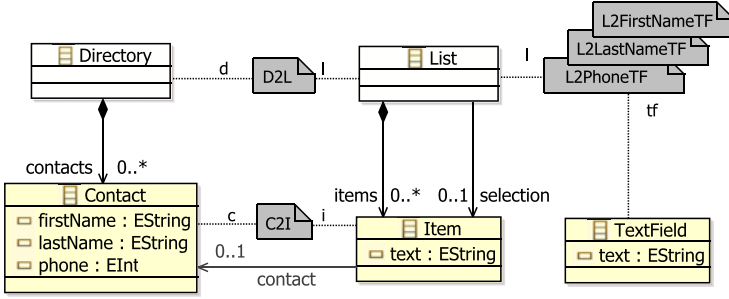 L2FirstNameTF
L2LastNameTF
L2PhoneTF
Directory
d
D2L
l
List
l
tf
contacts
0..*
items
0..*
0..1
selection
Contact
firstName : EString
lastName : EString
phone : EInt
c
C2I
i
Item
text : EString
TextField
text : EString
0..1
contact